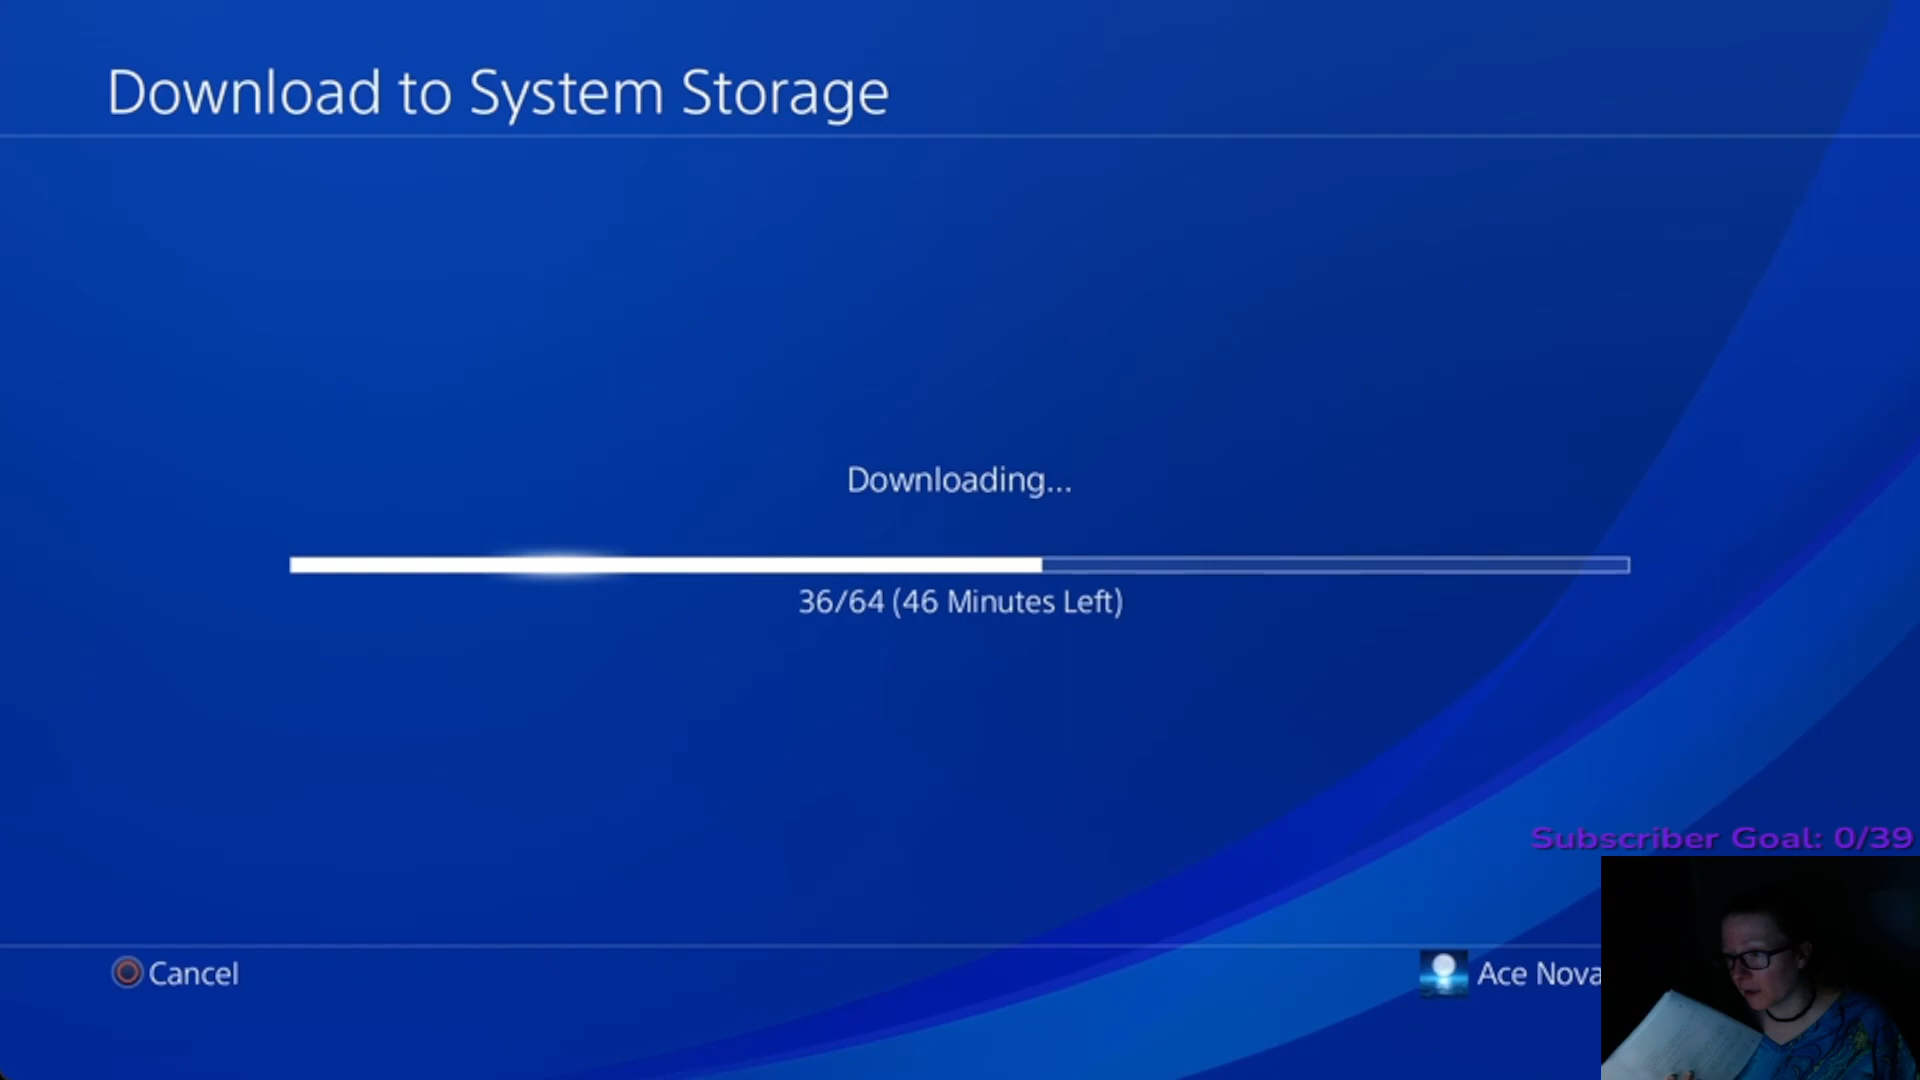 Download to System Storage
Downloading...
36/64 (46 Minutes Left)
Subscriber Goal: 0/39
Cancel
Ace Nova